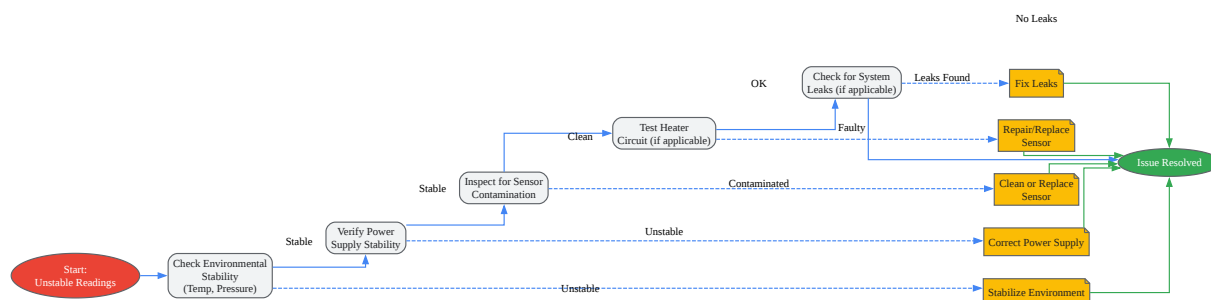 No Leaks
Check for System
Leaks (if applicable)
OK
Leaks Found
Fix Leaks
Test Heater
Circuit (if applicable)
Clean
Faulty
Repair/Replace
Sensor
Issue Resolved
Inspect for Sensor
Contamination
Stable
Contaminated
Clean or Replace
Sensor
Verify Power
Supply Stability
Stable
Unstable
Correct Power Supply
Start:
Unstable Readings
Check Environmental
Stability
(Temp, Pressure)
Unstable
Stabilize Environment